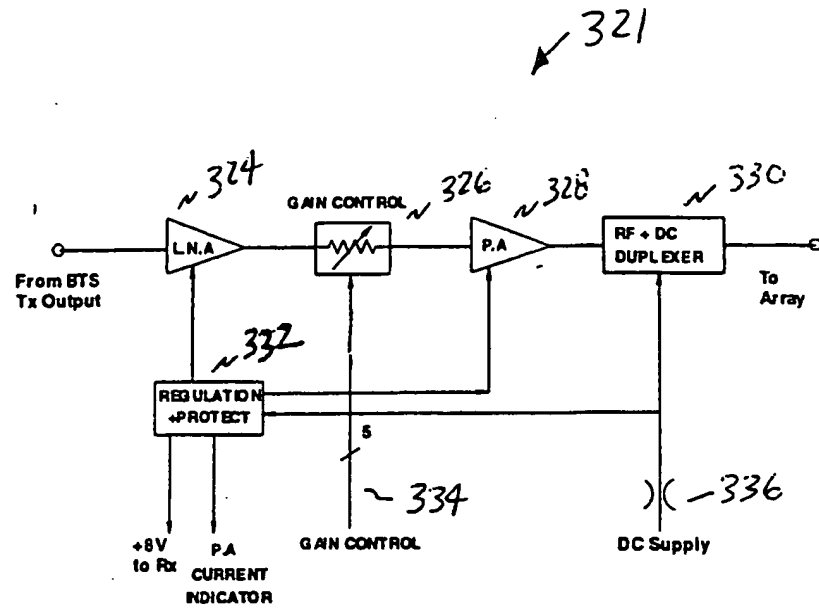 321
324
GAIN CONTROL
326
328
330
L.N.A
P.A
RF + DC
DUPLEXER
From BTS
Tx Output
To
Array
332
REGULATION
+PROTECT
5
334
336
+8V
to Rx
P.A
CURRENT
INDICATOR
GAIN CONTROL
DC Supply